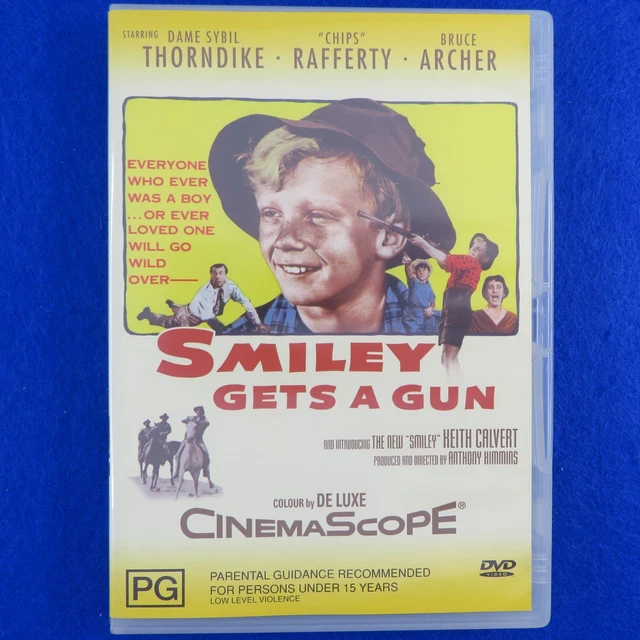 STARRING DAME SYBIL THORNDIKE · "CHIPS" RAFFERTY · BRUCE ARCHER
EVERYONE
WHO EVER
WAS A BOY
...OR EVER
LOVED ONE
WILL GO
WILD
OVER—
SMILEY
GETS A GUN
AND INTRODUCING THE NEW "SMILEY" KEITH CALVERT
PRODUCED AND DIRECTED BY ANTHONY KIMMINS
COLOUR by DE LUXE
CINEMASCOPE®
PG
PARENTAL GUIDANCE RECOMMENDED
FOR PERSONS UNDER 15 YEARS
LOW LEVEL VIOLENCE
DVD
VIDEO